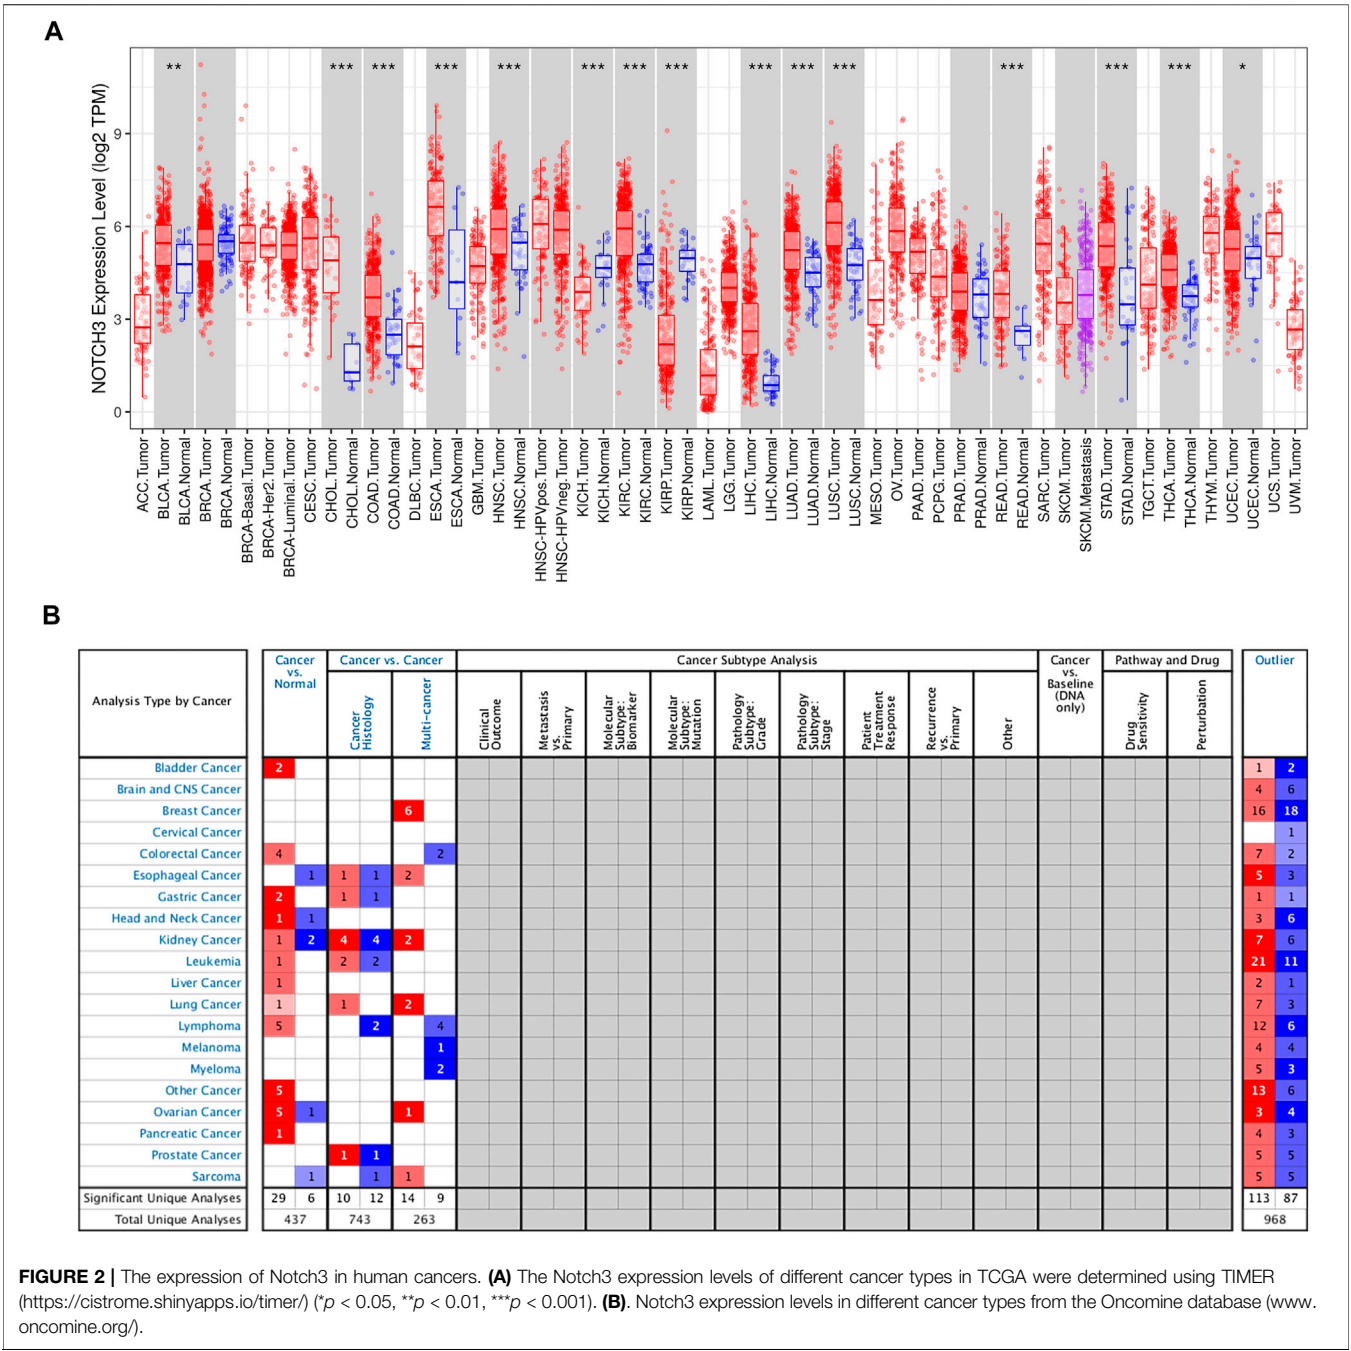 A
NOTCH3 Expression Level (log2 TPM)
9
6
3
0
** *** *** *** *** *** *** *** *** *** *** *** *** *** *
ACC.Tumor
BLCA.Tumor
BLCA.Normal
BRCA.Tumor
BRCA.Normal
BRCA-Basal.Tumor
BRCA-Her2.Tumor
BRCA-Luminal.Tumor
CESC.Tumor
CHOL.Tumor
CHOL.Normal
COAD.Tumor
COAD.Normal
DLBC.Tumor
ESCA.Tumor
ESCA.Normal
GBM.Tumor
HNSC.Tumor
HNSC.Normal
HNSC-HPVpos.Tumor
HNSC-HPVneg.Tumor
KICH.Tumor
KICH.Normal
KIRC.Tumor
KIRC.Normal
KIRP.Tumor
KIRP.Normal
LAML.Tumor
LGG.Tumor
LIHC.Tumor
LIHC.Normal
LUAD.Tumor
LUAD.Normal
LUSC.Tumor
LUSC.Normal
MESO.Tumor
OV.Tumor
PAAD.Tumor
PCPG.Tumor
PRAD.Tumor
PRAD.Normal
READ.Tumor
READ.Normal
SARC.Tumor
SKCM.Tumor
SKCM.Metastasis
STAD.Tumor
STAD.Normal
TGCT.Tumor
THCA.Tumor
THCA.Normal
THYM.Tumor
UCEC.Tumor
UCEC.Normal
UCS.Tumor
UVM.Tumor
B
Analysis Type by Cancer
Cancer
vs.
Normal
Cancer vs. Cancer
Cancer
Histology
Multi-cancer
Cancer Subtype Analysis
Clinical
Outcome
Metastasis
vs.
Primary
Molecular
Subtype:
Biomarker
Molecular
Subtype:
Mutation
Pathology
Subtype:
Grade
Pathology
Subtype:
Stage
Patient
Treatment
Response
Recurrence
vs.
Primary
Other
Cancer
vs.
Baseline
(DNA
only)
Pathway and Drug
Drug
Sensitivity
Perturbation
Outlier
Bladder Cancer 2 1 2
Brain and CNS Cancer 4 6
Breast Cancer 6 16 18
Cervical Cancer 1
Colorectal Cancer 4 2 7 2
Esophageal Cancer 1 1 1 2 5 3
Gastric Cancer 2 1 1 1 1
Head and Neck Cancer 1 1 3 6
Kidney Cancer 1 2 4 4 2 7 6
Leukemia 1 2 2 21 11
Liver Cancer 1 2 1
Lung Cancer 1 1 2 7 3
Lymphoma 5 2 4 12 6
Melanoma 1 4 4
Myeloma 2 5 3
Other Cancer 5 13 6
Ovarian Cancer 5 1 1 3 4
Pancreatic Cancer 1 4 3
Prostate Cancer 1 1 5 5
Sarcoma 1 1 1 5 5
Significant Unique Analyses 29 6 10 12 14 9 113 87
Total Unique Analyses 437 743 263 968
FIGURE 2 | The expression of Notch3 in human cancers. (A) The Notch3 expression levels of different cancer types in TCGA were determined using TIMER
(https://cistrome.shinyapps.io/timer/) (*p < 0.05, **p < 0.01, ***p < 0.001). (B). Notch3 expression levels in different cancer types from the Oncomine database (www.
oncomine.org/).